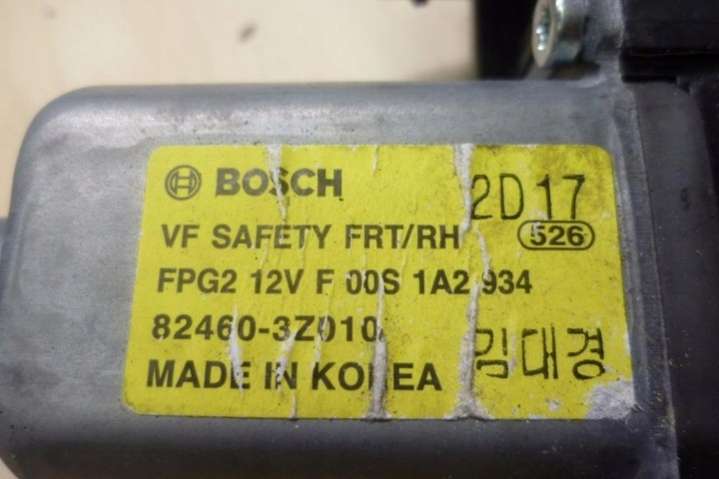 BOSCH 2D17
VF SAFETY FRT/RH 526
FPG2 12V F 00S 1A2 934
82460-3Z010
MADE IN KOREA 김대경